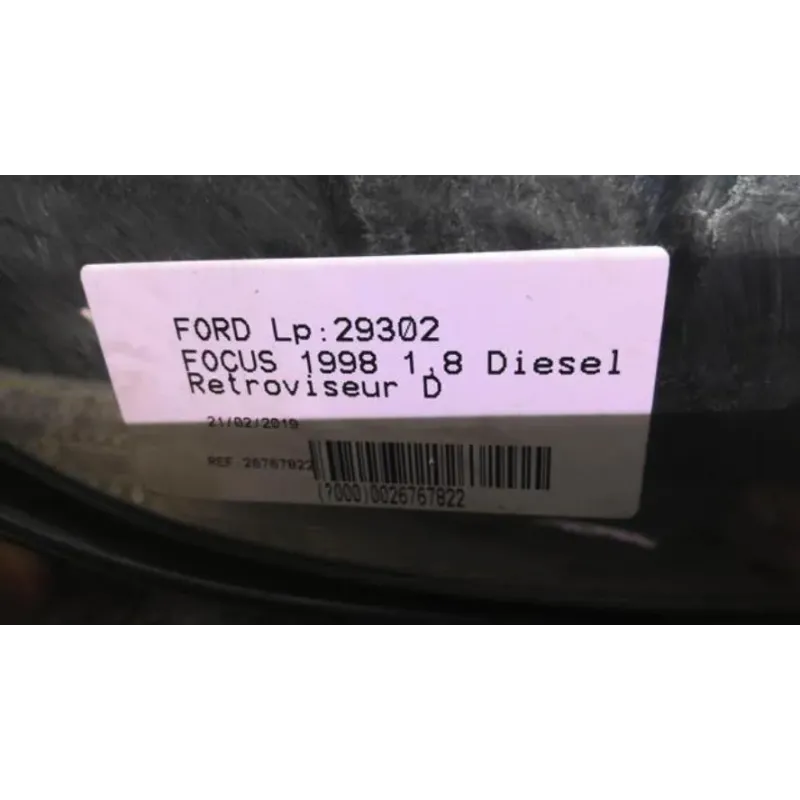 FORD Lp:29302
FOCUS 1998 1,8 Diesel
Retroviseur D
21/02/2019
REF:26767822
(7000)0026767822